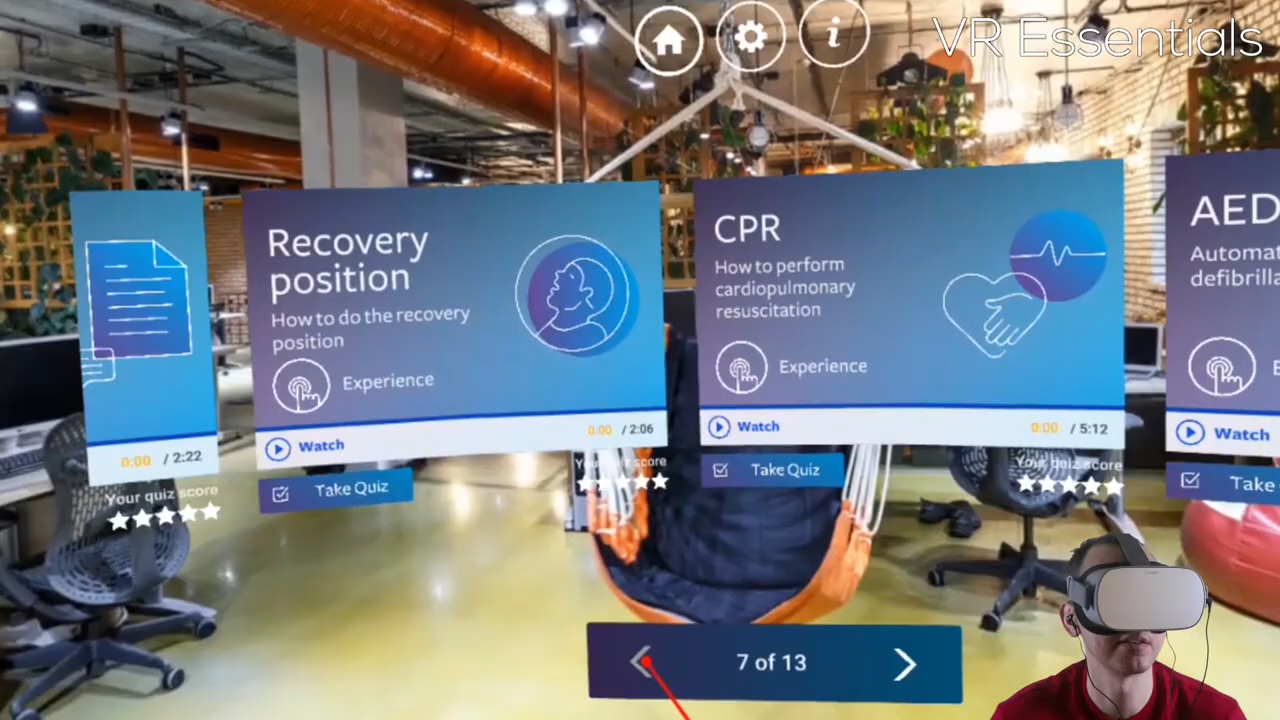 VR Essentials
0:00 / 2:22
Your quiz score
Recovery
position
How to do the recovery
position
Experience
Watch
0:00 / 2:06
Take Quiz
CPR
How to perform
cardiopulmonary
resuscitation
Experience
Watch
0:00 / 5:12
Take Quiz
Your quiz score
AED
Automat
defibrilla
E
Watch
Take
7 of 13